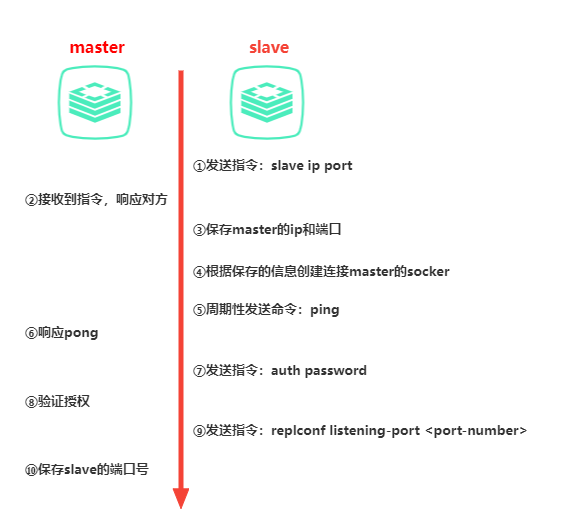 master
slave
①发送指令：slave ip port
②接收到指令，响应对方
③保存master的ip和端口
④根据保存的信息创建连接master的socker
⑤周期性发送命令：ping
⑥响应pong
⑦发送指令：auth password
⑧验证授权
⑨发送指令：replconf listening-port <port-number>
⑩保存slave的端口号